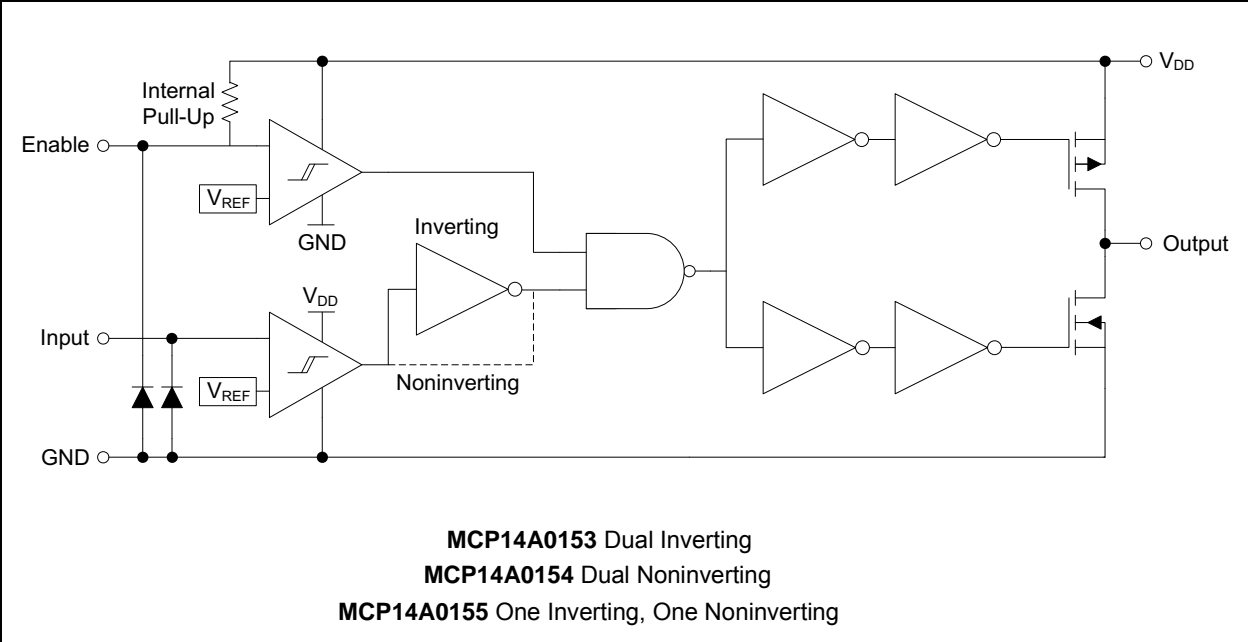 Internal
Pull-Up
V_DD
Enable
V_REF
GND
Inverting
Output
V_DD
Input
V_REF
Noninverting
GND
MCP14A0153 Dual Inverting
MCP14A0154 Dual Noninverting
MCP14A0155 One Inverting, One Noninverting